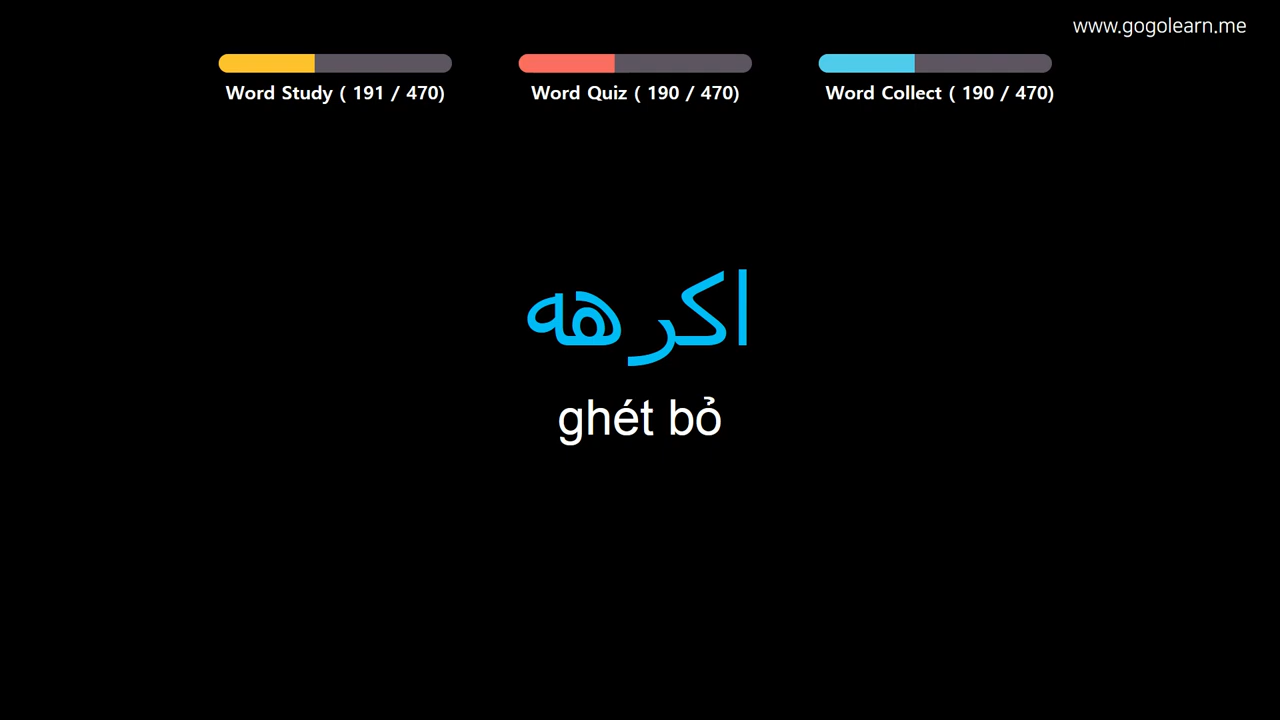 www.gogolearn.me
Word Study ( 191 / 470)
Word Quiz ( 190 / 470)
Word Collect ( 190 / 470)
اكرهه
ghét bỏ